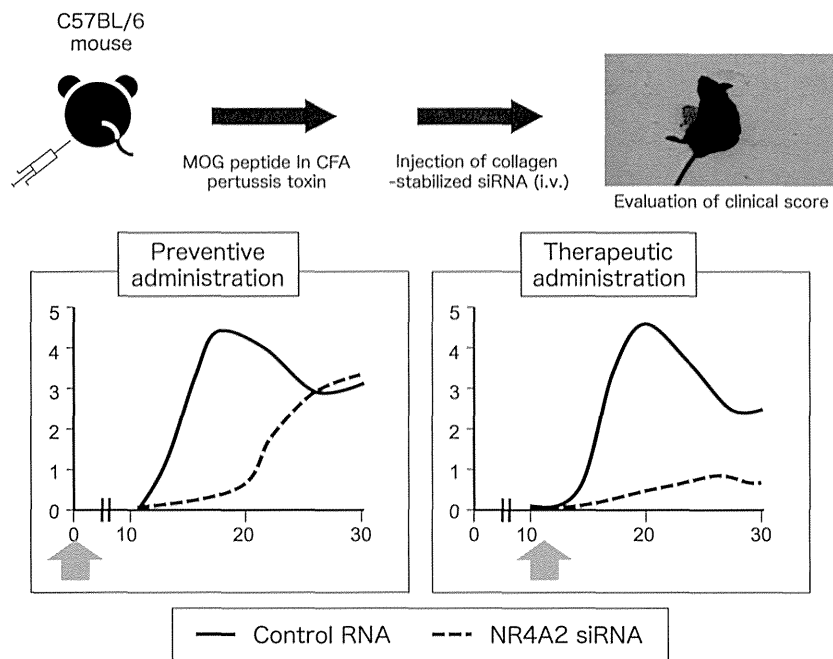 C57BL/6
mouse
MOG peptide In CFA
pertussis toxin
Injection of collagen
-stabilized siRNA (i.v.)
Evaluation of clinical score
Preventive
administration
5
4
3
2
1
0
0
10
20
30
Therapeutic
administration
5
4
3
2
1
0
0
10
20
30
Control RNA
NR4A2 siRNA